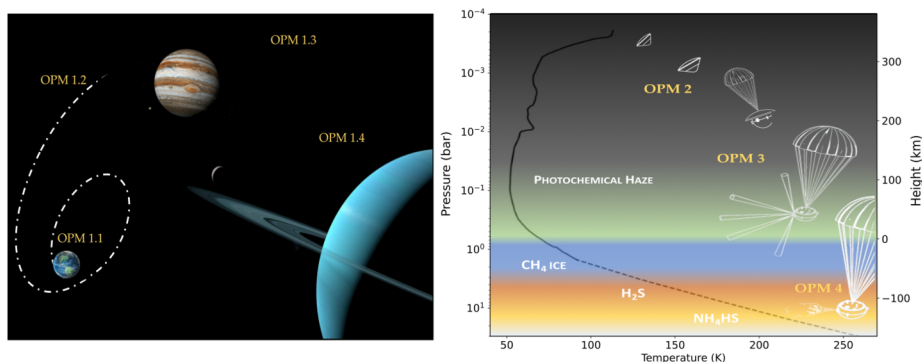 OPM 1.3
OPM 1.2
OPM 1.4
OPM 1.1
10⁻⁴
10⁻³
10⁻²
10⁻¹
10⁰
10¹
Pressure (bar)
OPM 2
OPM 3
PHOTOCHEMICAL HAZE
CH₄ ICE
H₂S
OPM 4
NH₄HS
300
200
100
0
−100
Height (km)
50 100 150 200 250
Temperature (K)